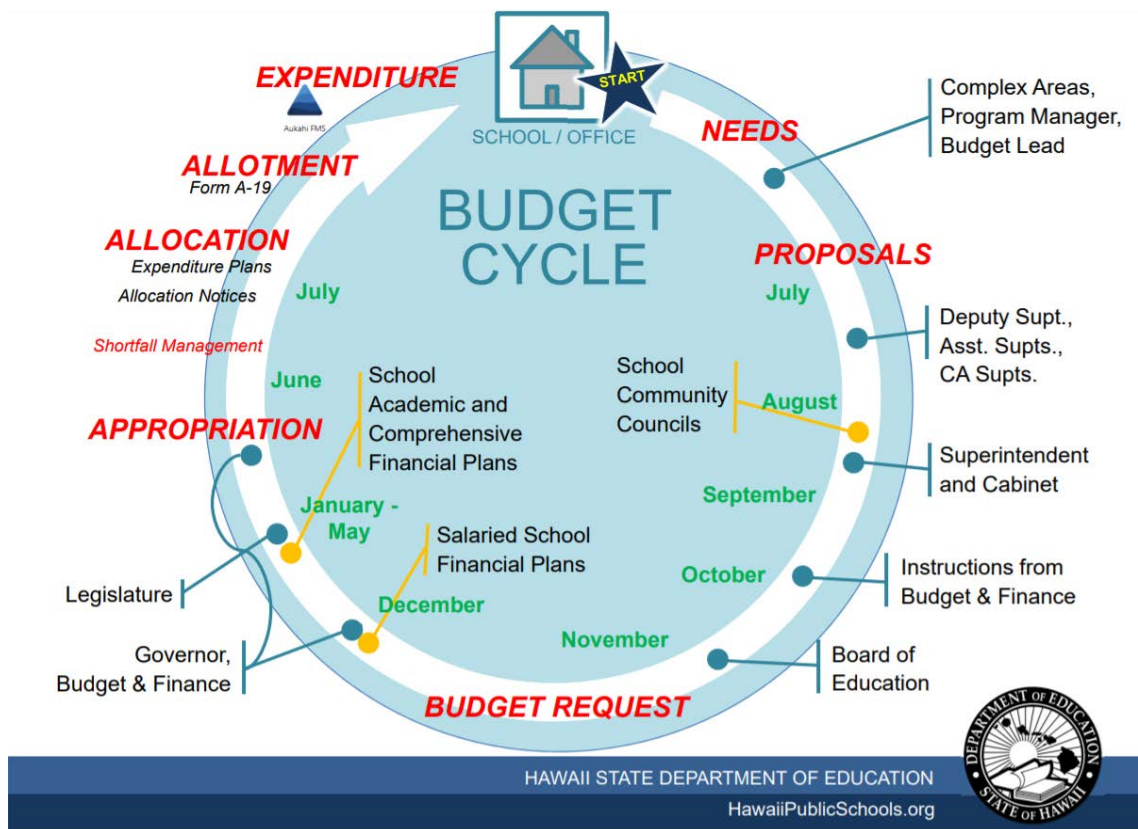 START
SCHOOL / OFFICE
BUDGET
CYCLE
NEEDS
Complex Areas,
Program Manager,
Budget Lead
PROPOSALS
July
Deputy Supt.,
Asst. Supts.,
CA Supts.
School
Community
Councils
August
Superintendent
and Cabinet
September
October
Instructions from
Budget & Finance
November
Board of
Education
BUDGET REQUEST
December
Salaried School
Financial Plans
Governor,
Budget & Finance
January -
May
School
Academic and
Comprehensive
Financial Plans
Legislature
APPROPRIATION
June
Shortfall Management
July
ALLOCATION
Expenditure Plans
Allocation Notices
ALLOTMENT
Form A-19
EXPENDITURE
Aukahi FMS
HAWAII STATE DEPARTMENT OF EDUCATION
HawaiiPublicSchools.org
DEPARTMENT OF EDUCATION
STATE OF HAWAII